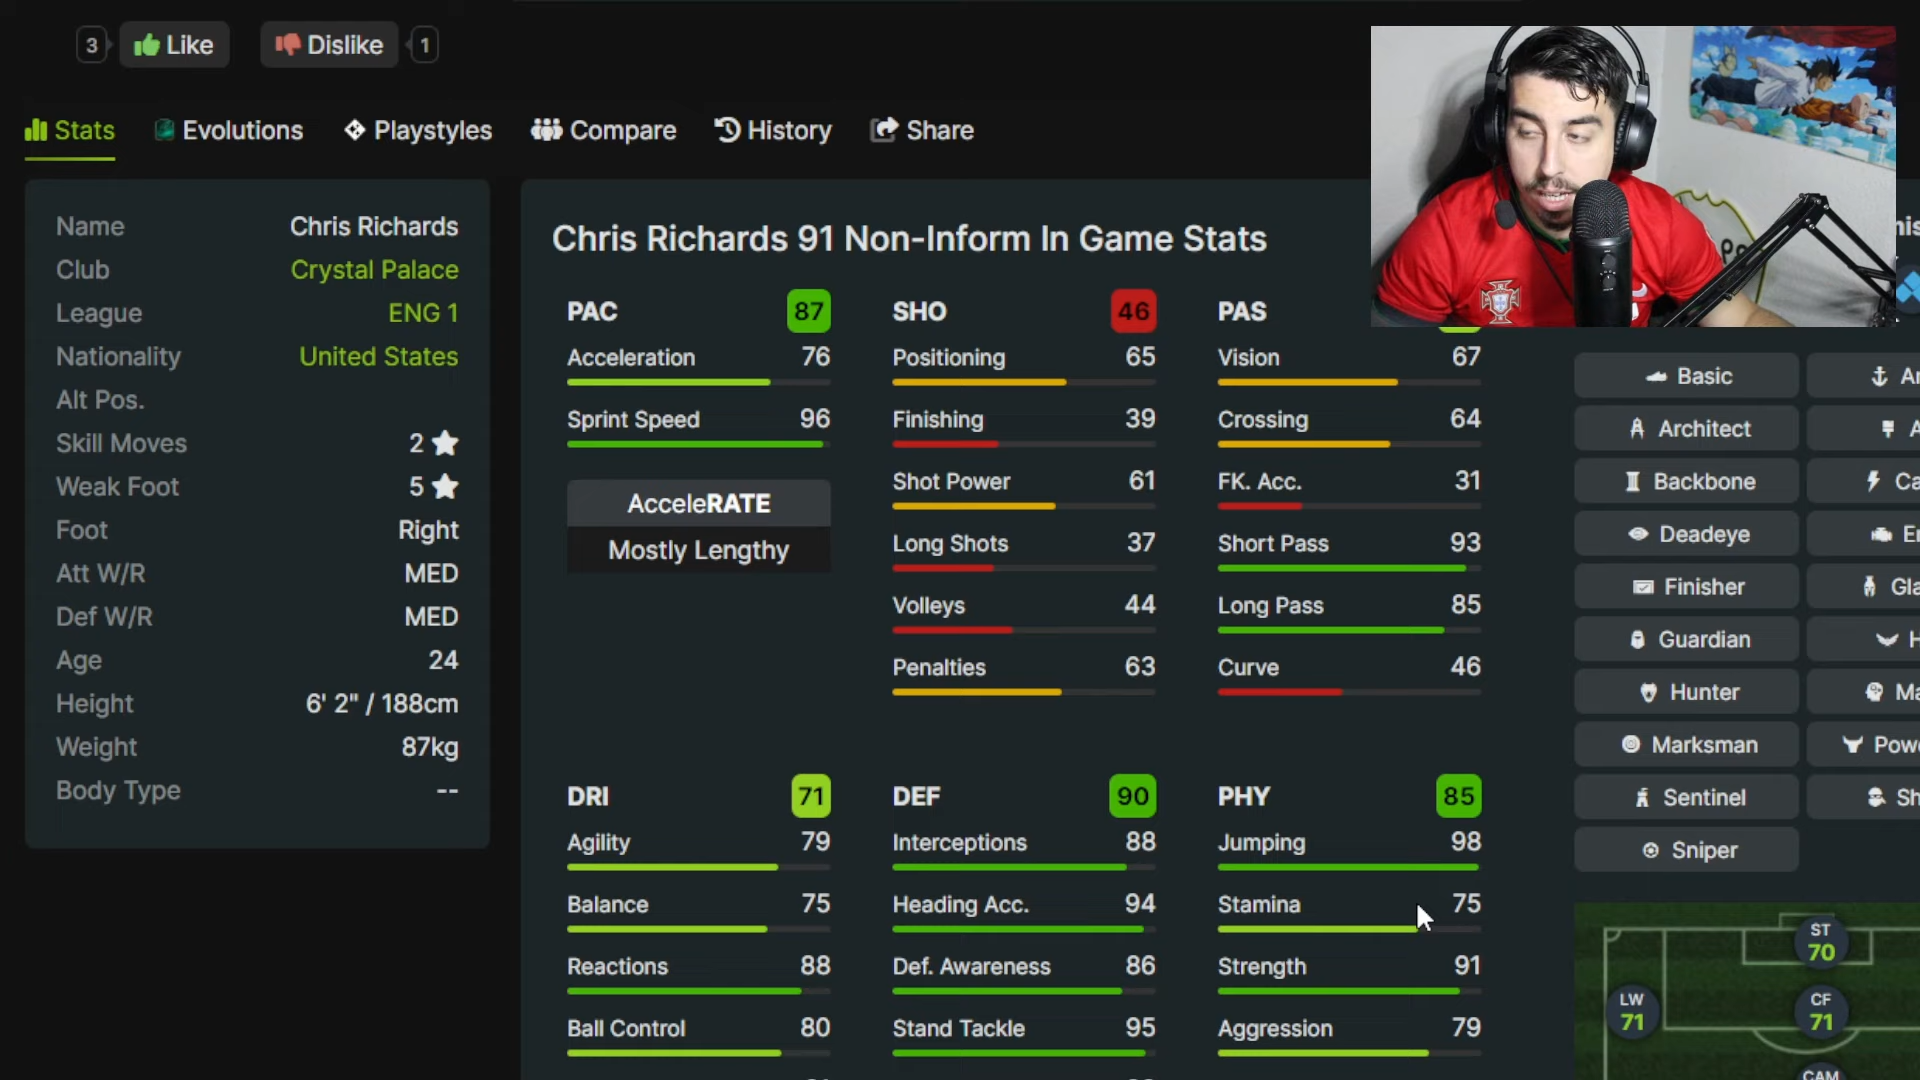 3 Like Dislike 1
Stats Evolutions Playstyles Compare History Share
Name Chris Richards
Club Crystal Palace
League ENG 1
Nationality United States
Alt Pos.
Skill Moves 2
Weak Foot 5
Foot Right
Att W/R MED
Def W/R MED
Age 24
Height 6' 2" / 188cm
Weight 87kg
Body Type --
Chris Richards 91 Non-Inform In Game Stats
PAC 87
Acceleration 76
Sprint Speed 96
AcceleRATE
Mostly Lengthy
SHO 46
Positioning 65
Finishing 39
Shot Power 61
Long Shots 37
Volleys 44
Penalties 63
PAS
Vision 67
Crossing 64
FK. Acc. 31
Short Pass 93
Long Pass 85
Curve 46
DRI 71
Agility 79
Balance 75
Reactions 88
Ball Control 80
DEF 90
Interceptions 88
Heading Acc. 94
Def. Awareness 86
Stand Tackle 95
PHY 85
Jumping 98
Stamina 75
Strength 91
Aggression 79
Basic
Architect
Backbone
Deadeye
Finisher
Guardian
Hunter
Marksman
Sentinel
Sniper
ST
70
LW
71
CF
71
CAM